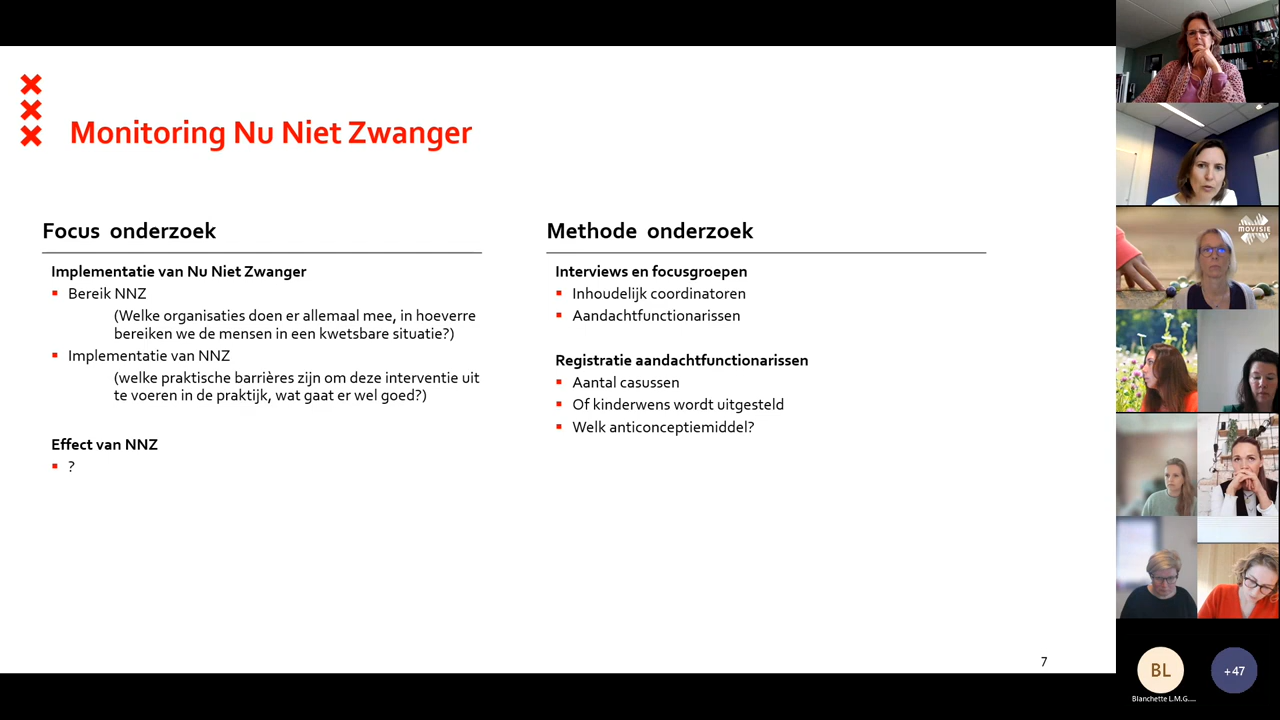 Monitoring Nu Niet Zwanger
Focus onderzoek
Implementatie van Nu Niet Zwanger
Bereik NNZ
(Welke organisaties doen er allemaal mee, in hoeverre
bereiken we de mensen in een kwetsbare situatie?)
Implementatie van NNZ
(welke praktische barrières zijn om deze interventie uit
te voeren in de praktijk, wat gaat er wel goed?)
Effect van NNZ
?
Methode onderzoek
Interviews en focusgroepen
Inhoudelijk coordinatoren
Aandachtfunctionarissen
Registratie aandachtfunctionarissen
Aantal casussen
Of kinderwens wordt uitgesteld
Welk anticonceptiemiddel?
7
MOVISIE
BL
+47
Blanchette L.M.G....